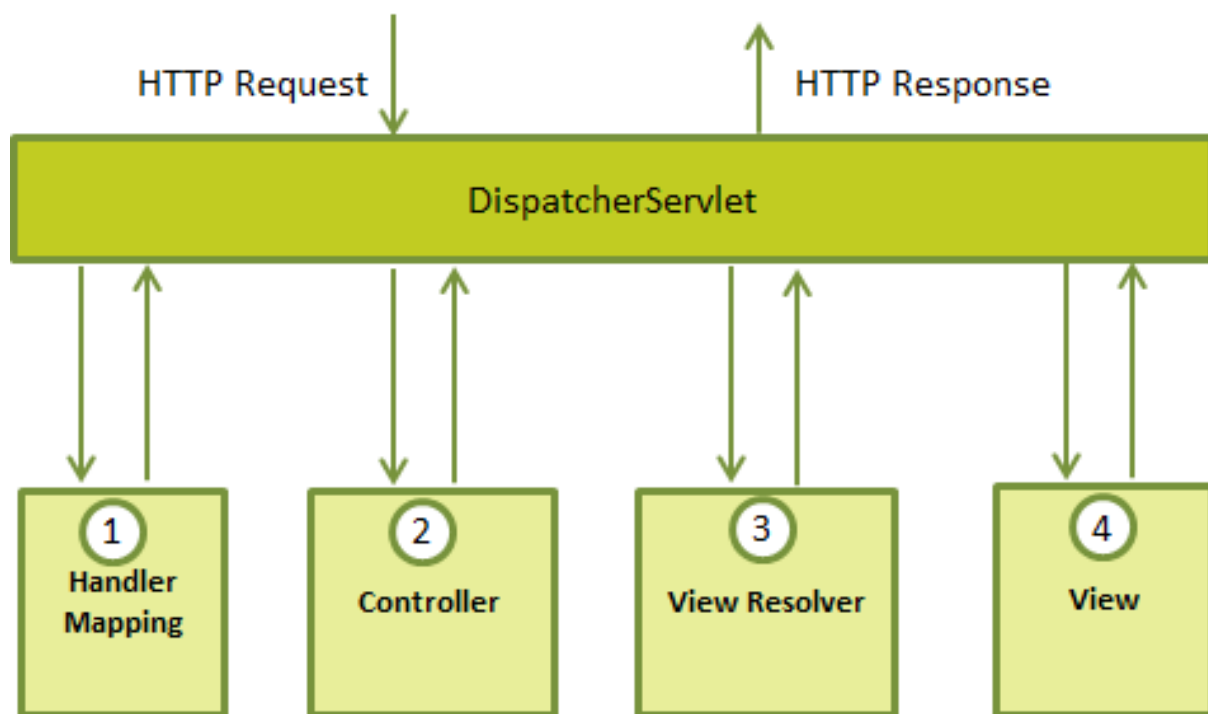 HTTP Request
HTTP Response
DispatcherServlet
1
Handler
Mapping
2
Controller
3
View Resolver
4
View